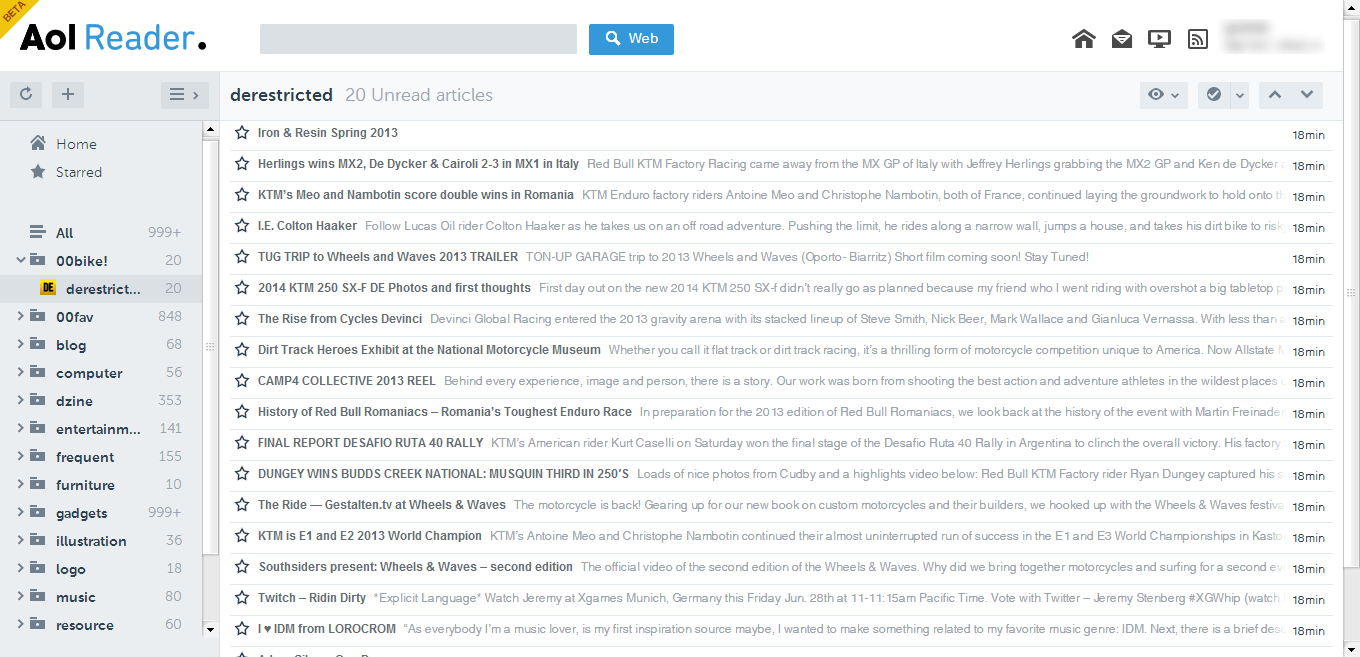 BETA
Aol Reader.
Web
derestricted 20 Unread articles
Home
Starred
All 999+
00bike! 20
DE derestrict... 20
00fav 848
blog 68
computer 56
dzine 353
entertainm... 141
frequent 155
furniture 10
gadgets 999+
illustration 36
logo 18
music 80
resource 60
Iron & Resin Spring 2013 18min
Herlings wins MX2, De Dycker & Cairoli 2-3 in MX1 in Italy Red Bull KTM Factory Racing came away from the MX GP of Italy with Jeffrey Herlings grabbing the MX2 GP and Ken de Dycker 18min
KTM's Meo and Nambotin score double wins in Romania KTM Enduro factory riders Antoine Meo and Christophe Nambotin, both of France, continued laying the groundwork to hold onto th 18min
I.E. Colton Haaker Follow Lucas Oil rider Colton Haaker as he takes us on an off road adventure. Pushing the limit, he rides along a narrow wall, jumps a house, and takes his dirt bike to risk 18min
TUG TRIP to Wheels and Waves 2013 TRAILER TON-UP GARAGE trip to 2013 Wheels and Waves (Oporto- Biarritz) Short film coming soon! Stay Tuned! 18min
2014 KTM 250 SX-F DE Photos and first thoughts First day out on the new 2014 KTM 250 SX-f didn't really go as planned because my friend who I went riding with overshot a big tabletop p 18min
The Rise from Cycles Devinci Devinci Global Racing entered the 2013 gravity arena with its stacked lineup of Steve Smith, Nick Beer, Mark Wallace and Gianluca Vernassa. With less than 18min
Dirt Track Heroes Exhibit at the National Motorcycle Museum Whether you call it flat track or dirt track racing, it's a thrilling form of motorcycle competition unique to America. Now Allstate 18min
CAMP4 COLLECTIVE 2013 REEL Behind every experience, image and person, there is a story. Our work was born from shooting the best action and adventure athletes in the wildest places 18min
History of Red Bull Romaniacs – Romania's Toughest Enduro Race In preparation for the 2013 edition of Red Bull Romaniacs, we look back at the history of the event with Martin Freinader 18min
FINAL REPORT DESAFIO RUTA 40 RALLY KTM's American rider Kurt Caselli on Saturday won the final stage of the Desafio Ruta 40 Rally in Argentina to clinch the overall victory. His factory 18min
DUNGEY WINS BUDDS CREEK NATIONAL: MUSQUIN THIRD IN 250'S Loads of nice photos from Cudby and a highlights video below: Red Bull KTM Factory rider Ryan Dungey captured his s 18min
The Ride — Gestalten.tv at Wheels & Waves The motorcycle is back! Gearing up for our new book on custom motorcycles and their builders, we hooked up with the Wheels & Waves festiva 18min
KTM is E1 and E2 2013 World Champion KTM's Antoine Meo and Christophe Nambotin continued their almost uninterrupted run of success in the E1 and E3 World Championships in Kasto 18min
Southsiders present: Wheels & Waves – second edition The official video of the second edition of the Wheels & Waves. Why did we bring together motorcycles and surfing for a second ev 18min
Twitch – Ridin Dirty *Explicit Language* Watch Jeremy at Xgames Munich, Germany this Friday Jun. 28th at 11-11:15am Pacific Time. Vote with Twitter – Jeremy Stenberg #XGWhip (watch 18min
I ♥ IDM from LOROCROM “As everybody I'm a music lover, is my first inspiration source maybe, I wanted to make something related to my favorite music genre: IDM. Next, there is a brief desc 18min